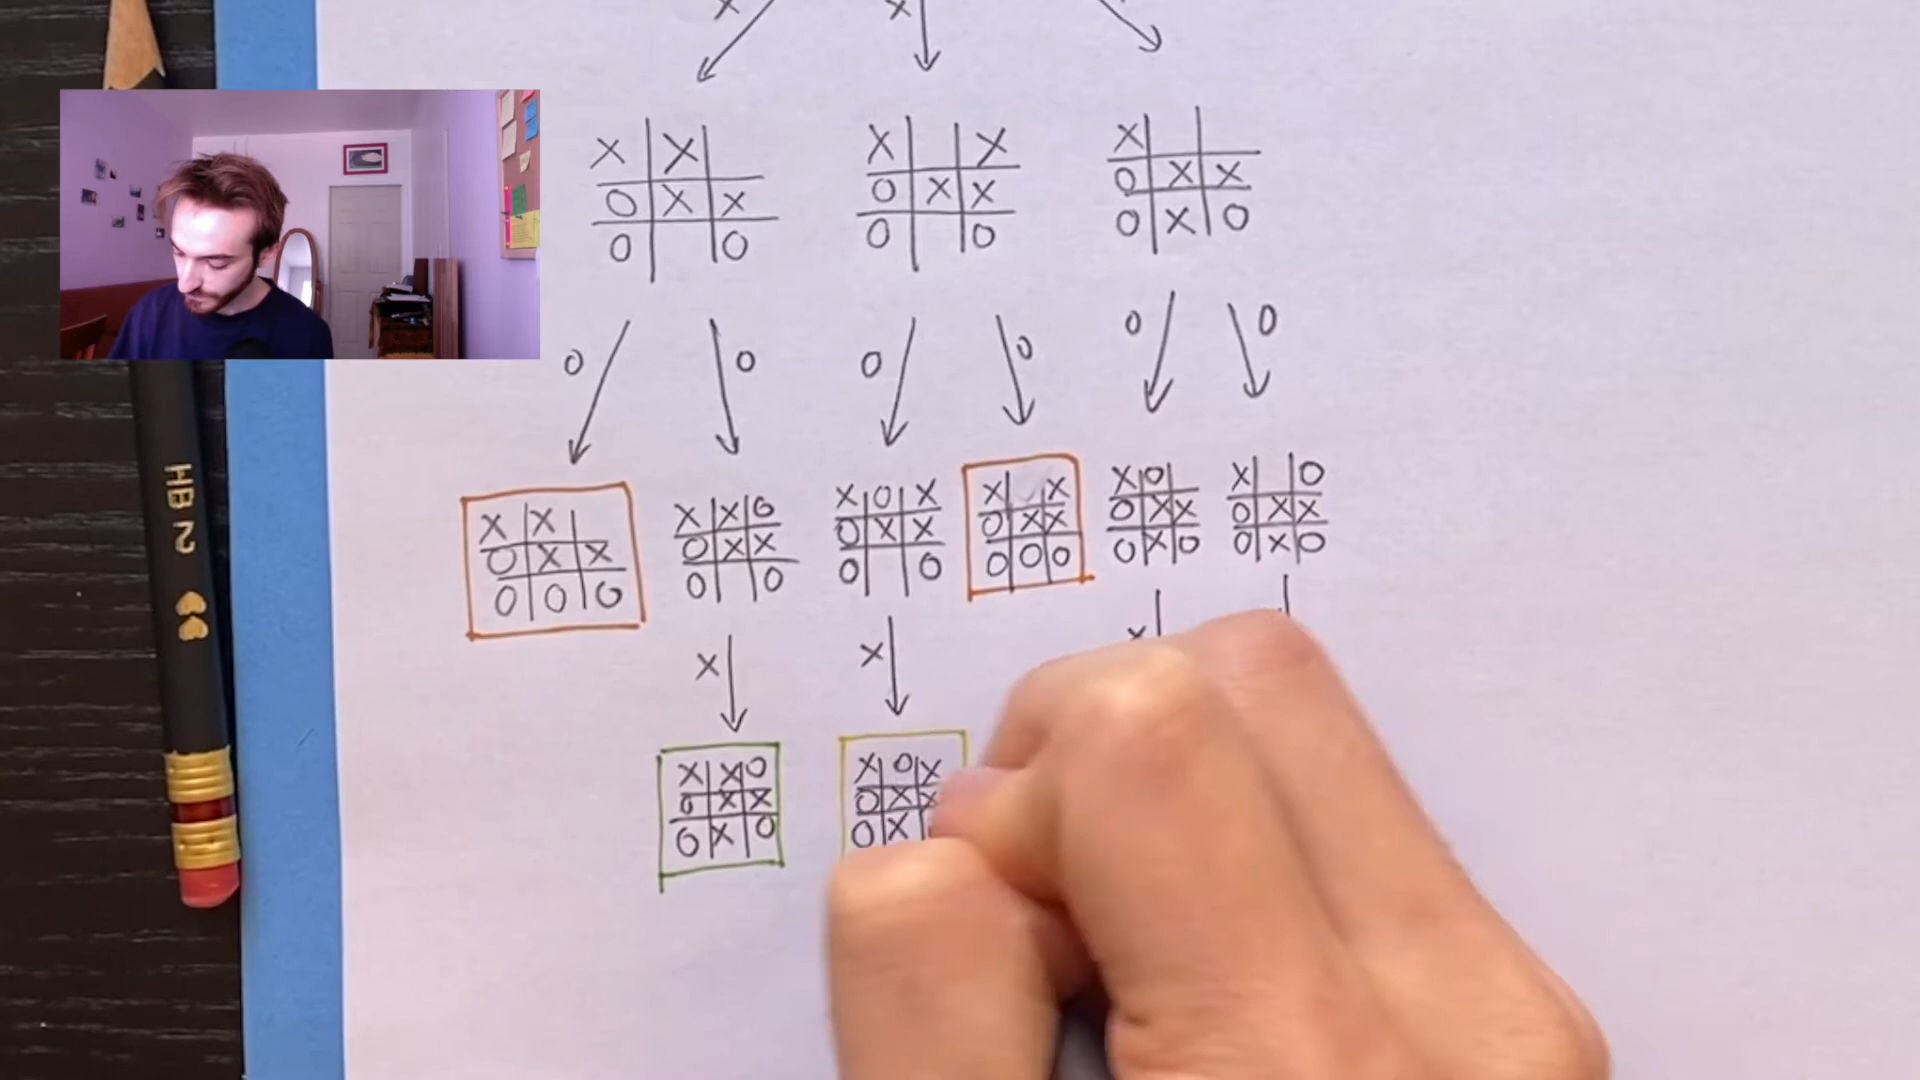 X X
X X X X X
O X X O X X O X X
O O O O O X O
O O O O O O
X X X O X O X X X X O X O
O X X O X X O X X O X X O X X O X X
O O O O O O O O O O O X O O X O
HB 2
X X X
X X O X O X
O X X O X X
O X O O X